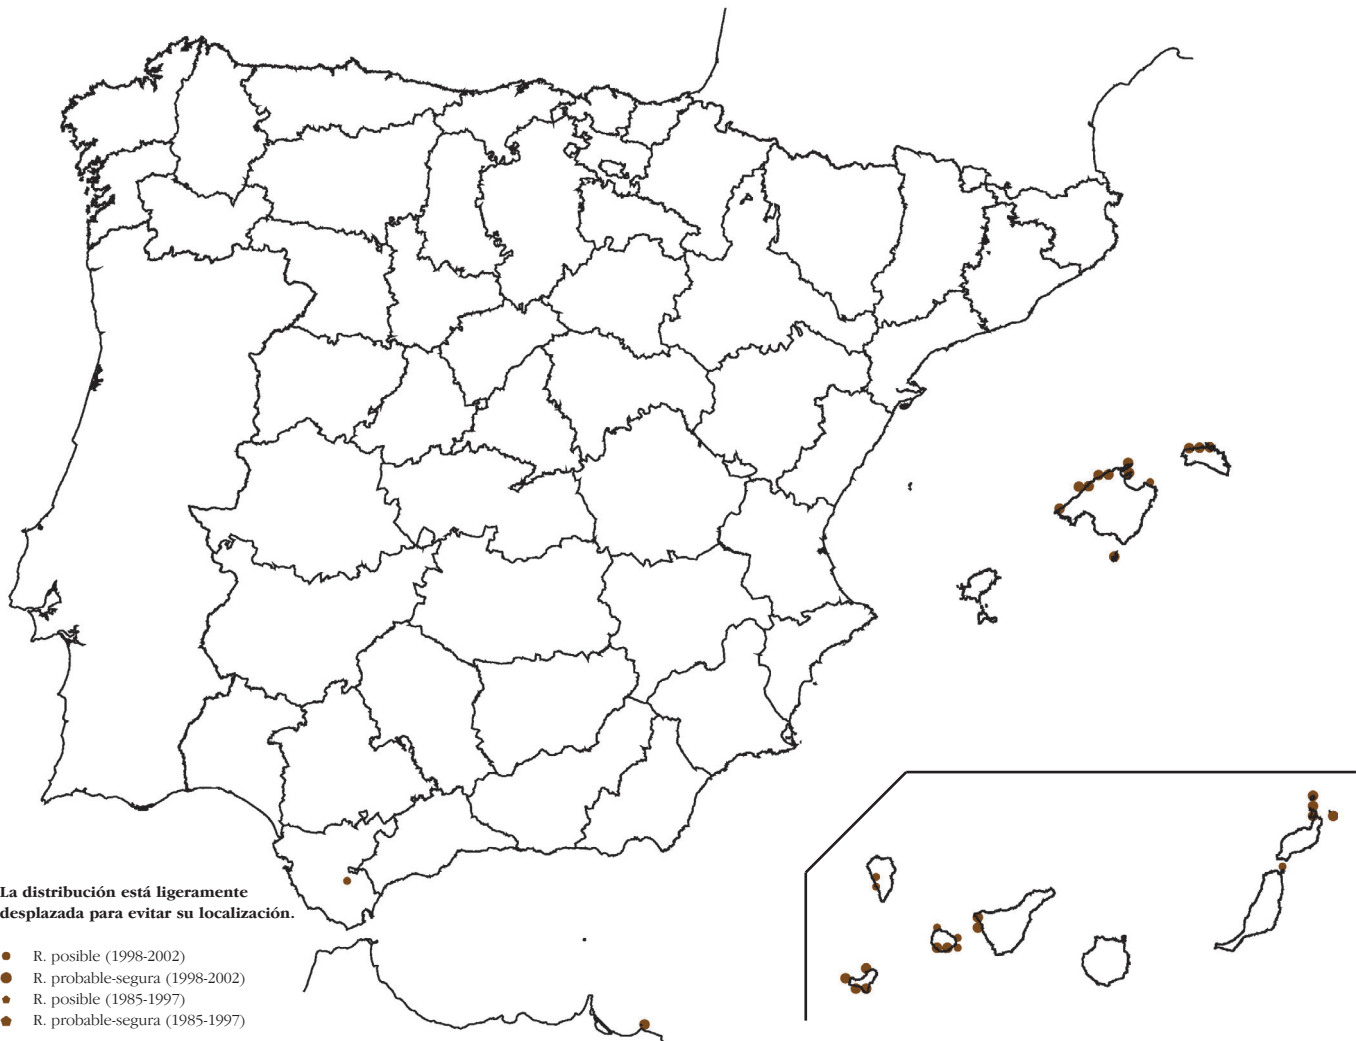 La distribución está ligeramente
desplazada para evitar su localización.
R. posible (1998-2002)
R. probable-segura (1998-2002)
R. posible (1985-1997)
R. probable-segura (1985-1997)